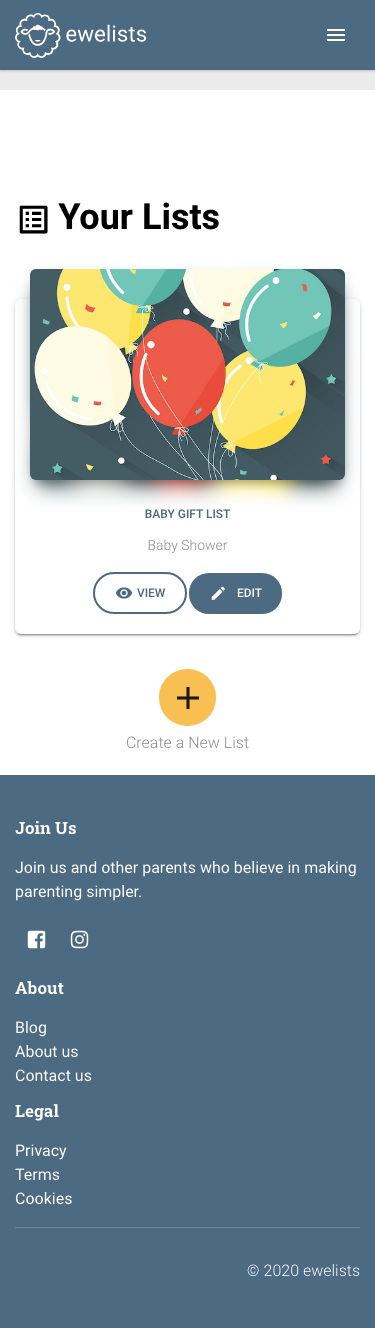 ewelists
Your Lists
BABY GIFT LIST
Baby Shower
VIEW
EDIT
Create a New List
Join Us
Join us and other parents who believe in making
parenting simpler.
About
Blog
About us
Contact us
Legal
Privacy
Terms
Cookies
© 2020 ewelists